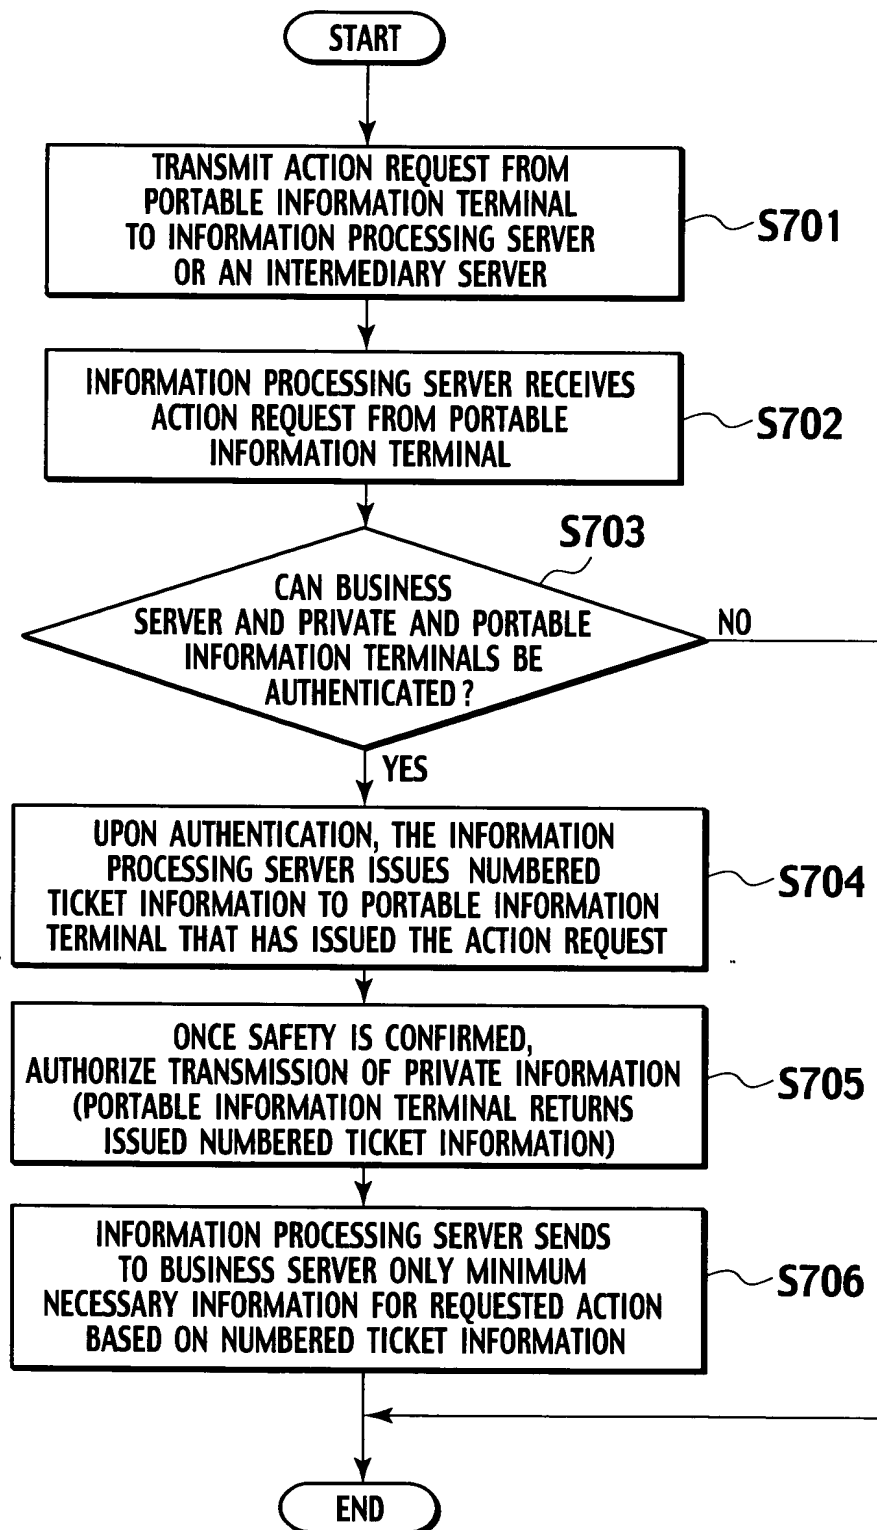 START
TRANSMIT ACTION REQUEST FROM
PORTABLE INFORMATION TERMINAL
TO INFORMATION PROCESSING SERVER
OR AN INTERMEDIARY SERVER
S701
INFORMATION PROCESSING SERVER RECEIVES
ACTION REQUEST FROM PORTABLE
INFORMATION TERMINAL
S702
S703
CAN BUSINESS
SERVER AND PRIVATE AND PORTABLE
INFORMATION TERMINALS BE
AUTHENTICATED?
NO
YES
UPON AUTHENTICATION, THE INFORMATION
PROCESSING SERVER ISSUES NUMBERED
TICKET INFORMATION TO PORTABLE INFORMATION
TERMINAL THAT HAS ISSUED THE ACTION REQUEST
S704
ONCE SAFETY IS CONFIRMED,
AUTHORIZE TRANSMISSION OF PRIVATE INFORMATION
(PORTABLE INFORMATION TERMINAL RETURNS
ISSUED NUMBERED TICKET INFORMATION)
S705
INFORMATION PROCESSING SERVER SENDS
TO BUSINESS SERVER ONLY MINIMUM
NECESSARY INFORMATION FOR REQUESTED ACTION
BASED ON NUMBERED TICKET INFORMATION
S706
END